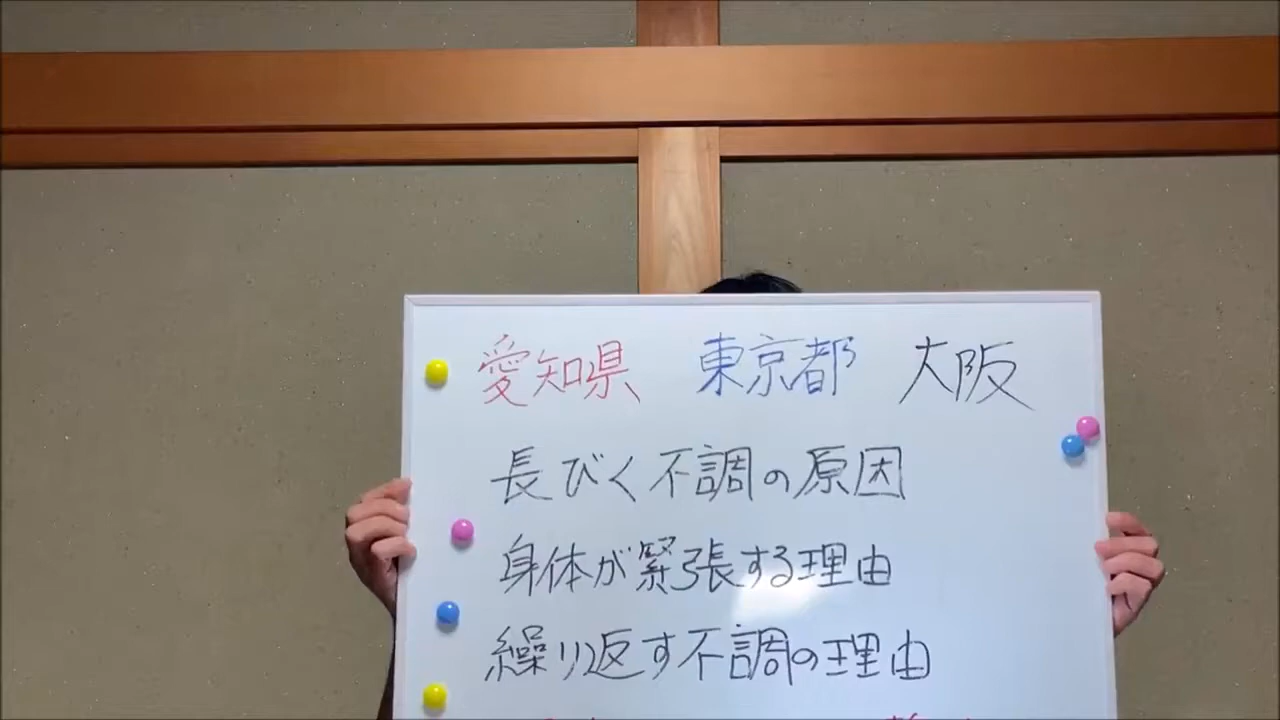 愛知県 東京都 大阪
長びく不調の原因
身体が緊張する理由
繰り返す不調の理由